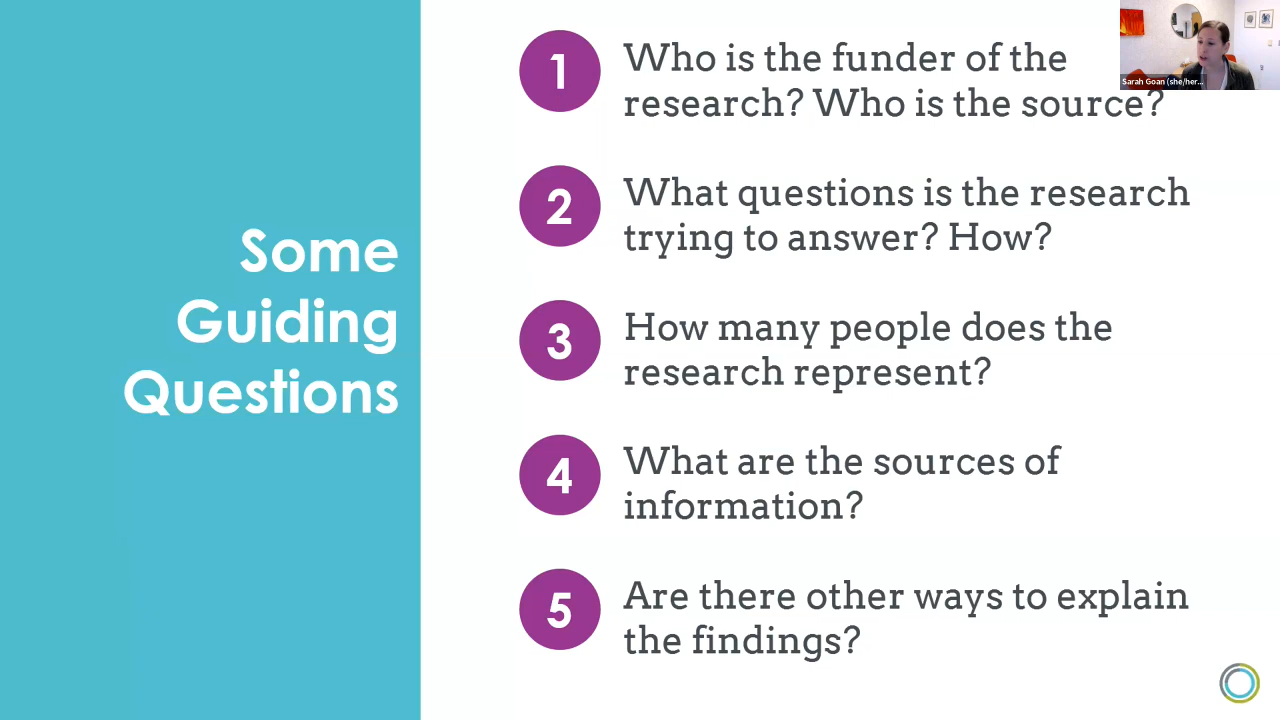 Some
Guiding
Questions
1
Who is the funder of the
research? Who is the source?
2
What questions is the research
trying to answer? How?
3
How many people does the
research represent?
4
What are the sources of
information?
5
Are there other ways to explain
the findings?
Sarah Goan (she/her...